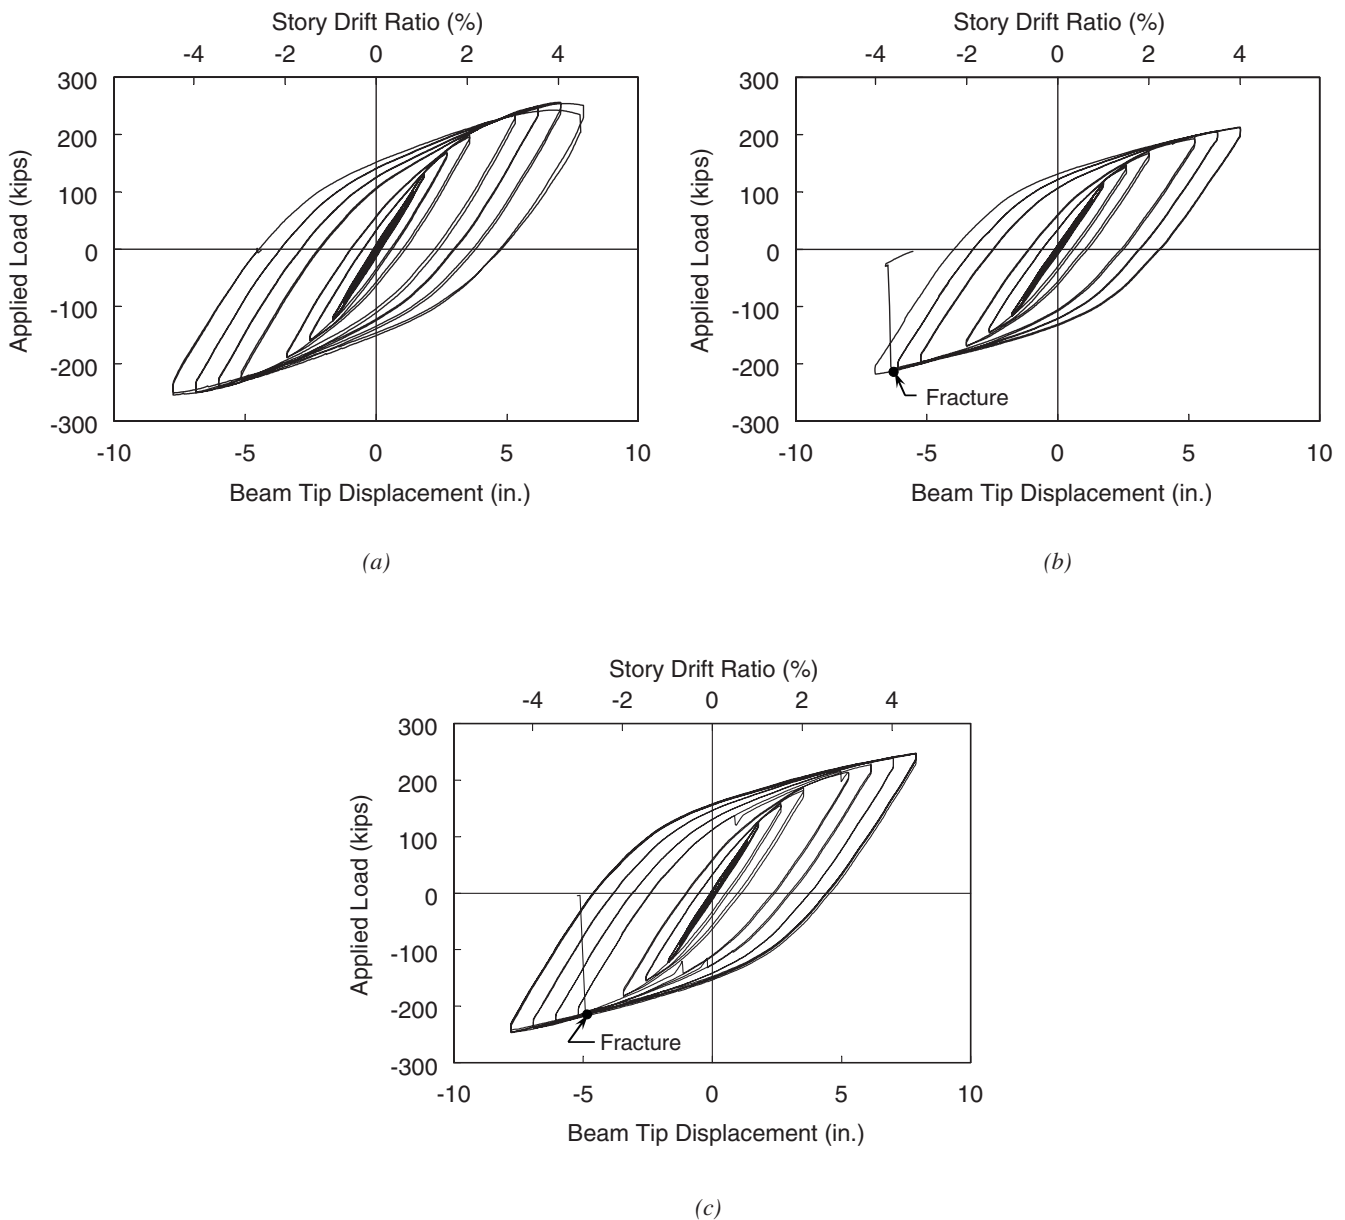 Story Drift Ratio (%)
-4 -2 0 2 4
300
200
100
0
-100
-200
-300
Applied Load (kips)
-10 -5 0 5 10
Beam Tip Displacement (in.)
(a)
Story Drift Ratio (%)
-4 -2 0 2 4
300
200
100
0
-100
-200
-300
Applied Load (kips)
Fracture
-10 -5 0 5 10
Beam Tip Displacement (in.)
(b)
Story Drift Ratio (%)
-4 -2 0 2 4
300
200
100
0
-100
-200
-300
Applied Load (kips)
Fracture
-10 -5 0 5 10
Beam Tip Displacement (in.)
(c)